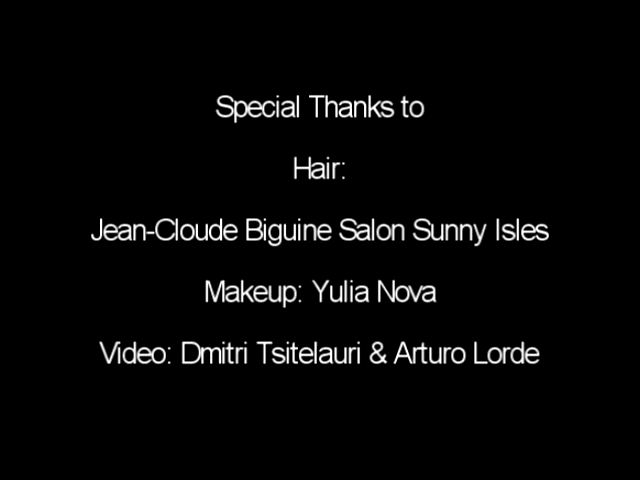 Special Thanks to
Hair:
Jean-Cloude Biguine Salon Sunny Isles
Makeup: Yulia Nova
Video: Dmitri Tsitelauri & Arturo Lorde